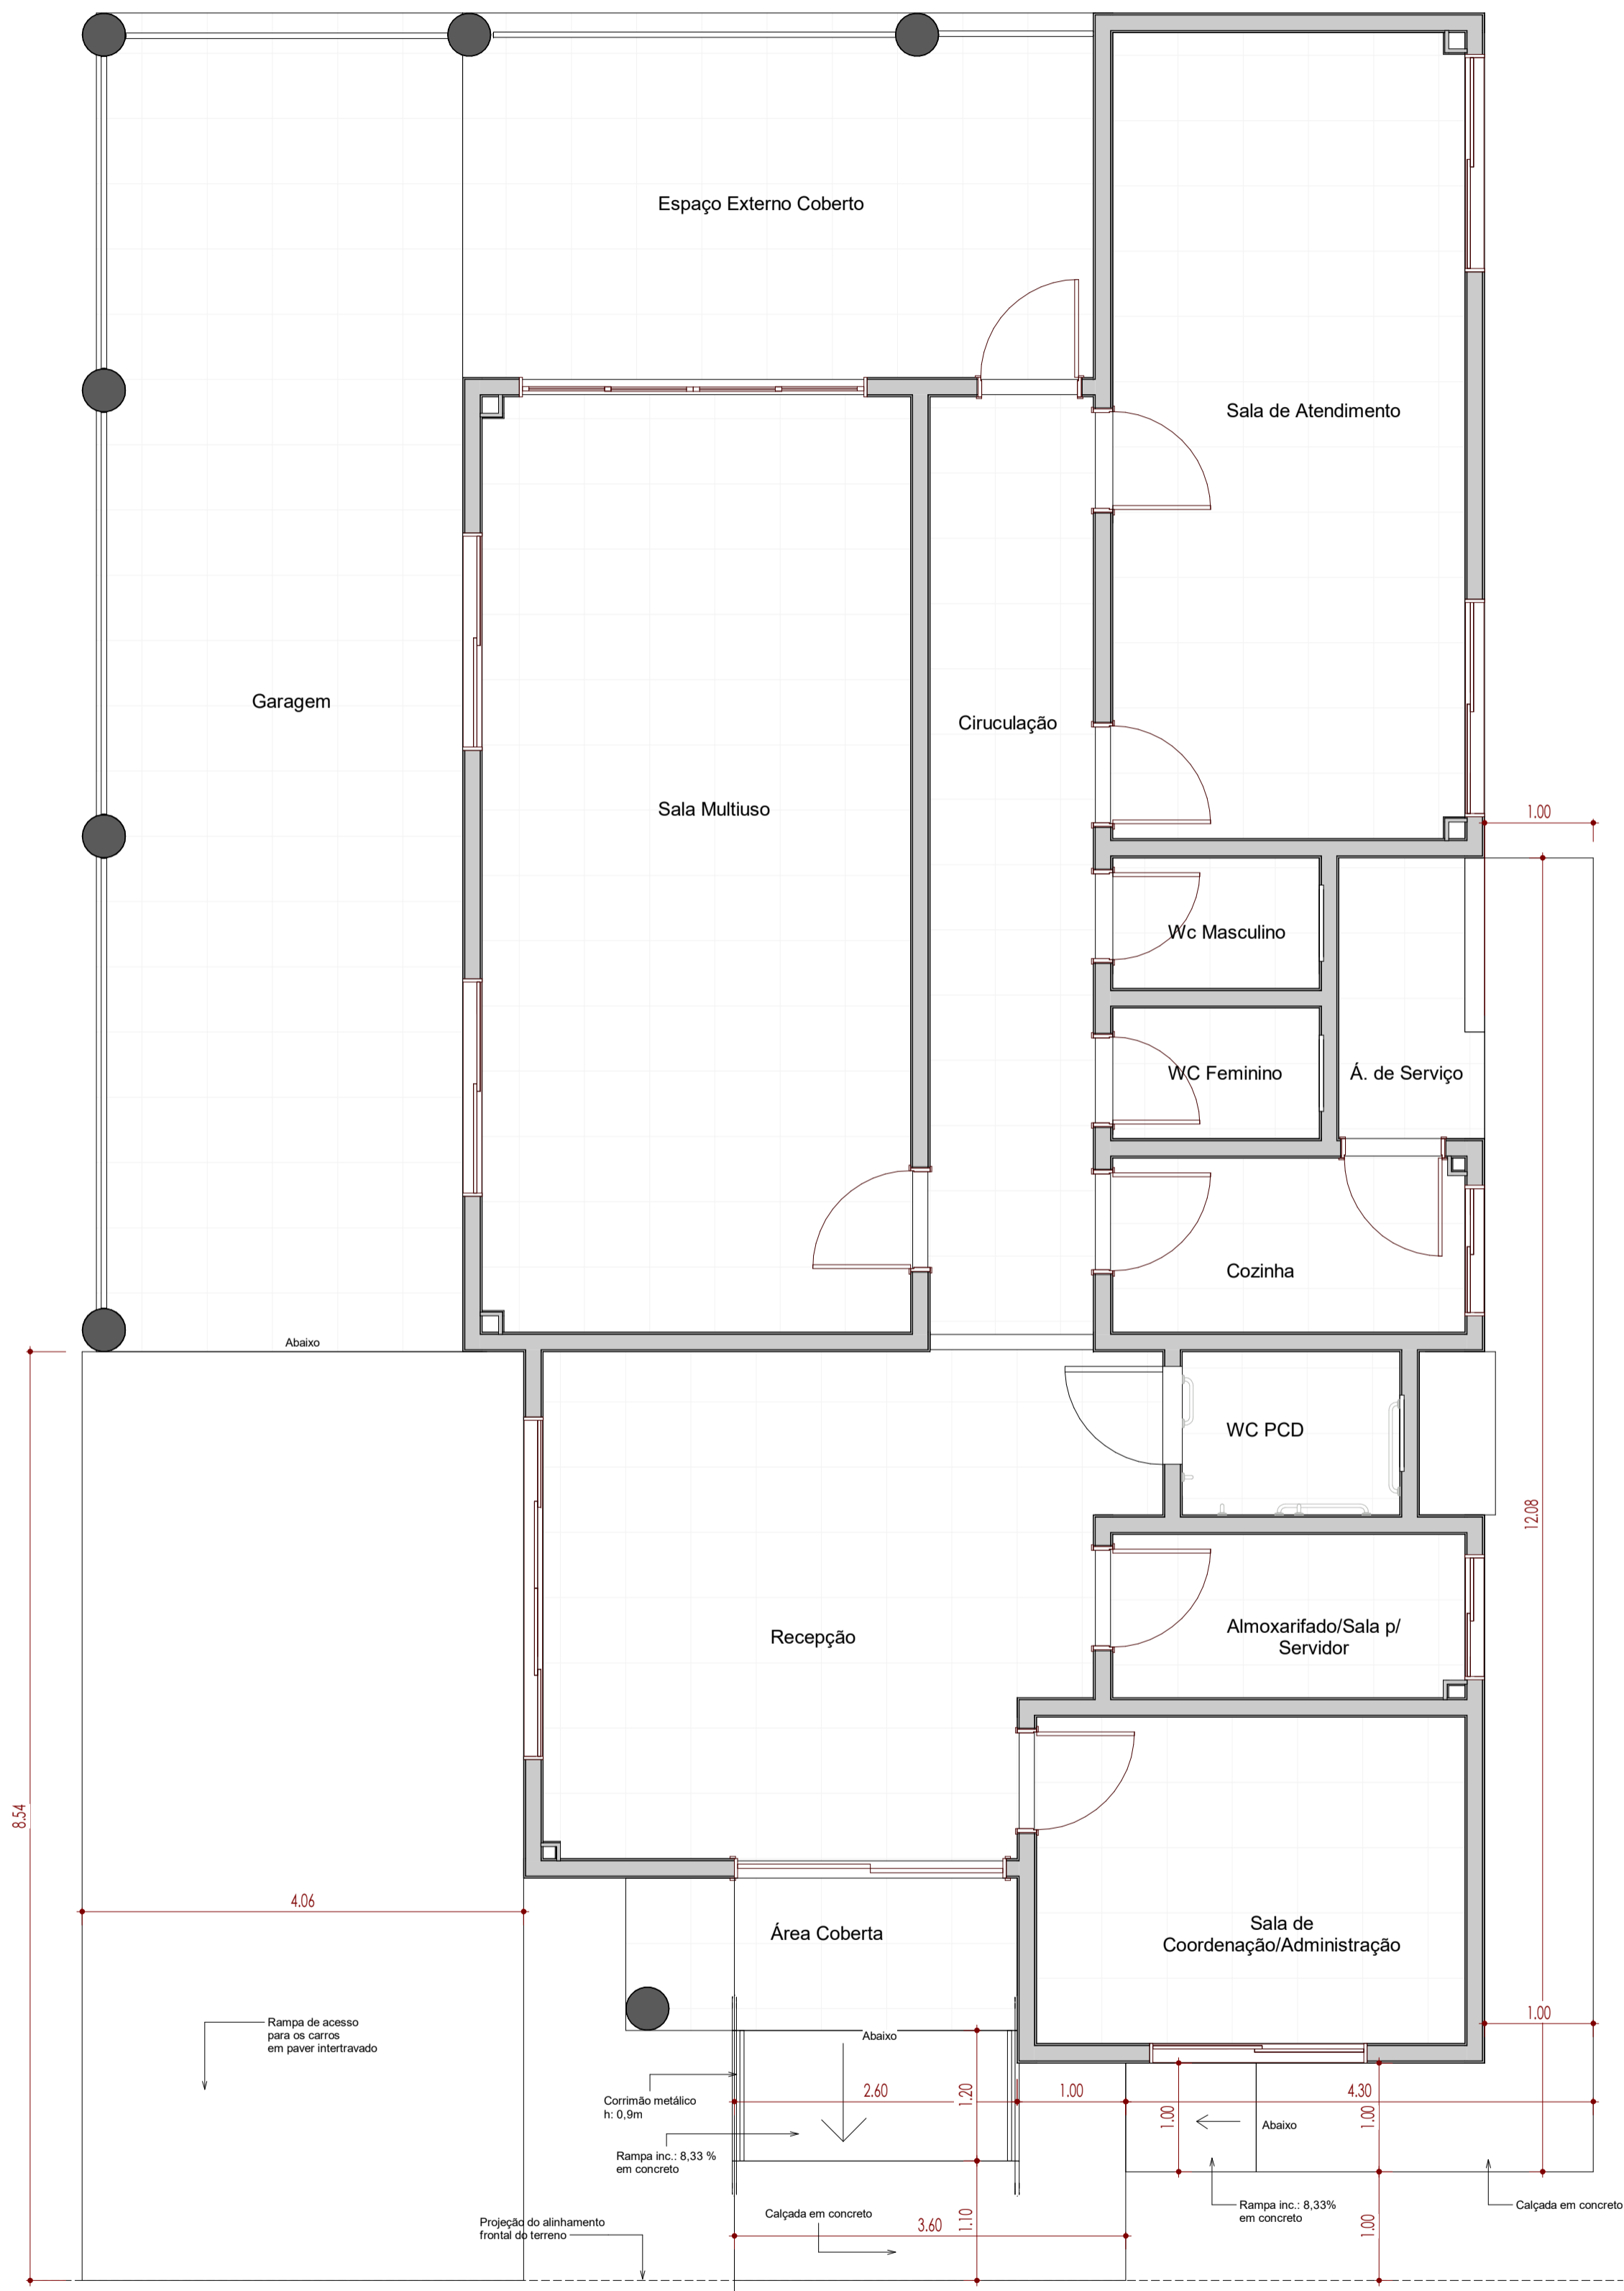 Espaço Externo Coberto
Sala de Atendimento
Garagem
Ciruculação
Sala Multiuso
1.00
Wc Masculino
WC Feminino
Á. de Serviço
Cozinha
Abaixo
WC PCD
12.08
Almoxarifado/Sala p/
Servidor
Recepção
8.54
4.06
Área Coberta
Sala de
Coordenação/Administração
1.00
Rampa de acesso
para os carros
em paver intertravado
Abaixo
Corrimão metálico
h: 0,9m
2.60
1.20
1.00
4.30
1.00
1.00
Abaixo
Rampa inc.: 8,33 %
em concreto
Rampa inc.: 8,33%
em concreto
Calçada em concreto
Projeção do alinhamento
frontal do terreno
Calçada em concreto
3.60
1.10
1.00